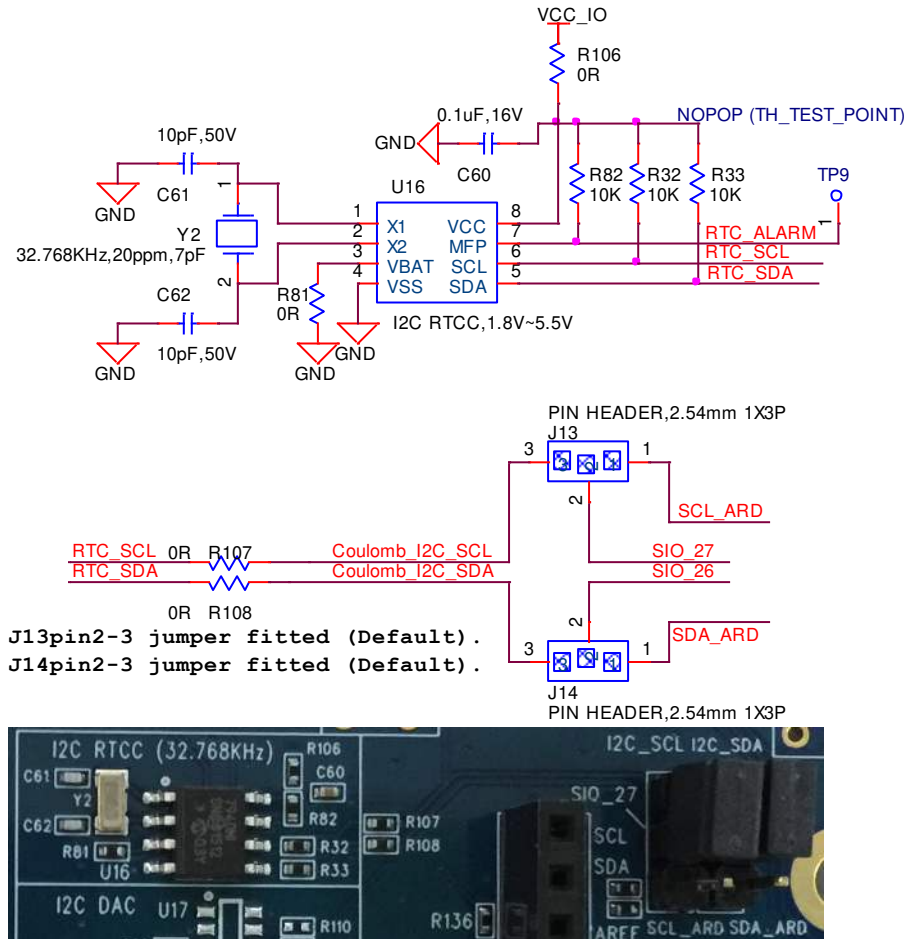 VCC_IO
R106
0R
10pF,50V
0.1uF,16V
NOPOP (TH_TEST_POINT)
GND
C60
C61
GND
1
U16
R82
10K
R32
10K
R33
10K
TP9
1
Y2
32.768KHz,20ppm,7pF
2
1
2
3
4
X1
X2
VBAT
VSS
VCC
MFP
SCL
SDA
8
7
6
5
RTC_ALARM
RTC_SCL
RTC_SDA
C62
10pF,50V
GND
R81
0R
GND
GND
I2C RTCC,1.8V~5.5V
PIN HEADER,2.54mm 1X3P
J13
3
1
2
SCL_ARD
RTC_SCL
0R
R107
Coulomb_I2C_SCL
SIO_27
RTC_SDA
Coulomb_I2C_SDA
SIO_26
0R
R108
J13pin2-3 jumper fitted (Default).
J14pin2-3 jumper fitted (Default).
2
3
1
SDA_ARD
J14
PIN HEADER,2.54mm 1X3P
I2C RTCC (32.768KHz)
R106
I2C_SCL I2C_SDA
C61
C60
Y2
SIO_27
C62
R82
R107
SCL
R81
R32
R108
U16
R33
SDA
I2C DAC
U17
R110
R136
AREF
SCL_ARD SDA_ARD